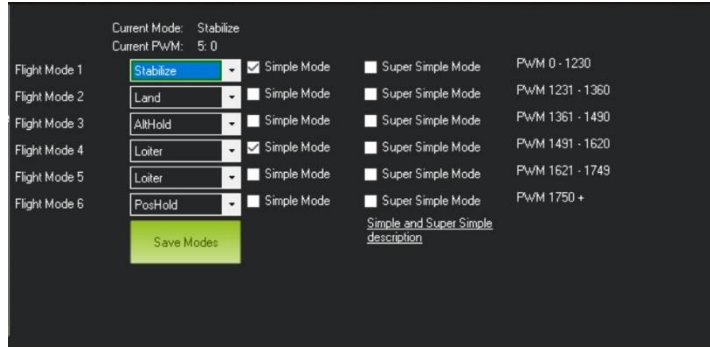 Current Mode: Stabilize
Current PWM: 5: 0
Flight Mode 1 Stabilize Simple Mode Super Simple Mode PWM 0 - 1230
Flight Mode 2 Land Simple Mode Super Simple Mode PWM 1231 - 1360
Flight Mode 3 AltHold Simple Mode Super Simple Mode PWM 1361 - 1490
Flight Mode 4 Loiter Simple Mode Super Simple Mode PWM 1491 - 1620
Flight Mode 5 Loiter Simple Mode Super Simple Mode PWM 1621 - 1749
Flight Mode 6 PosHold Simple Mode Super Simple Mode PWM 1750 +
Save Modes
Simple and Super Simple
description